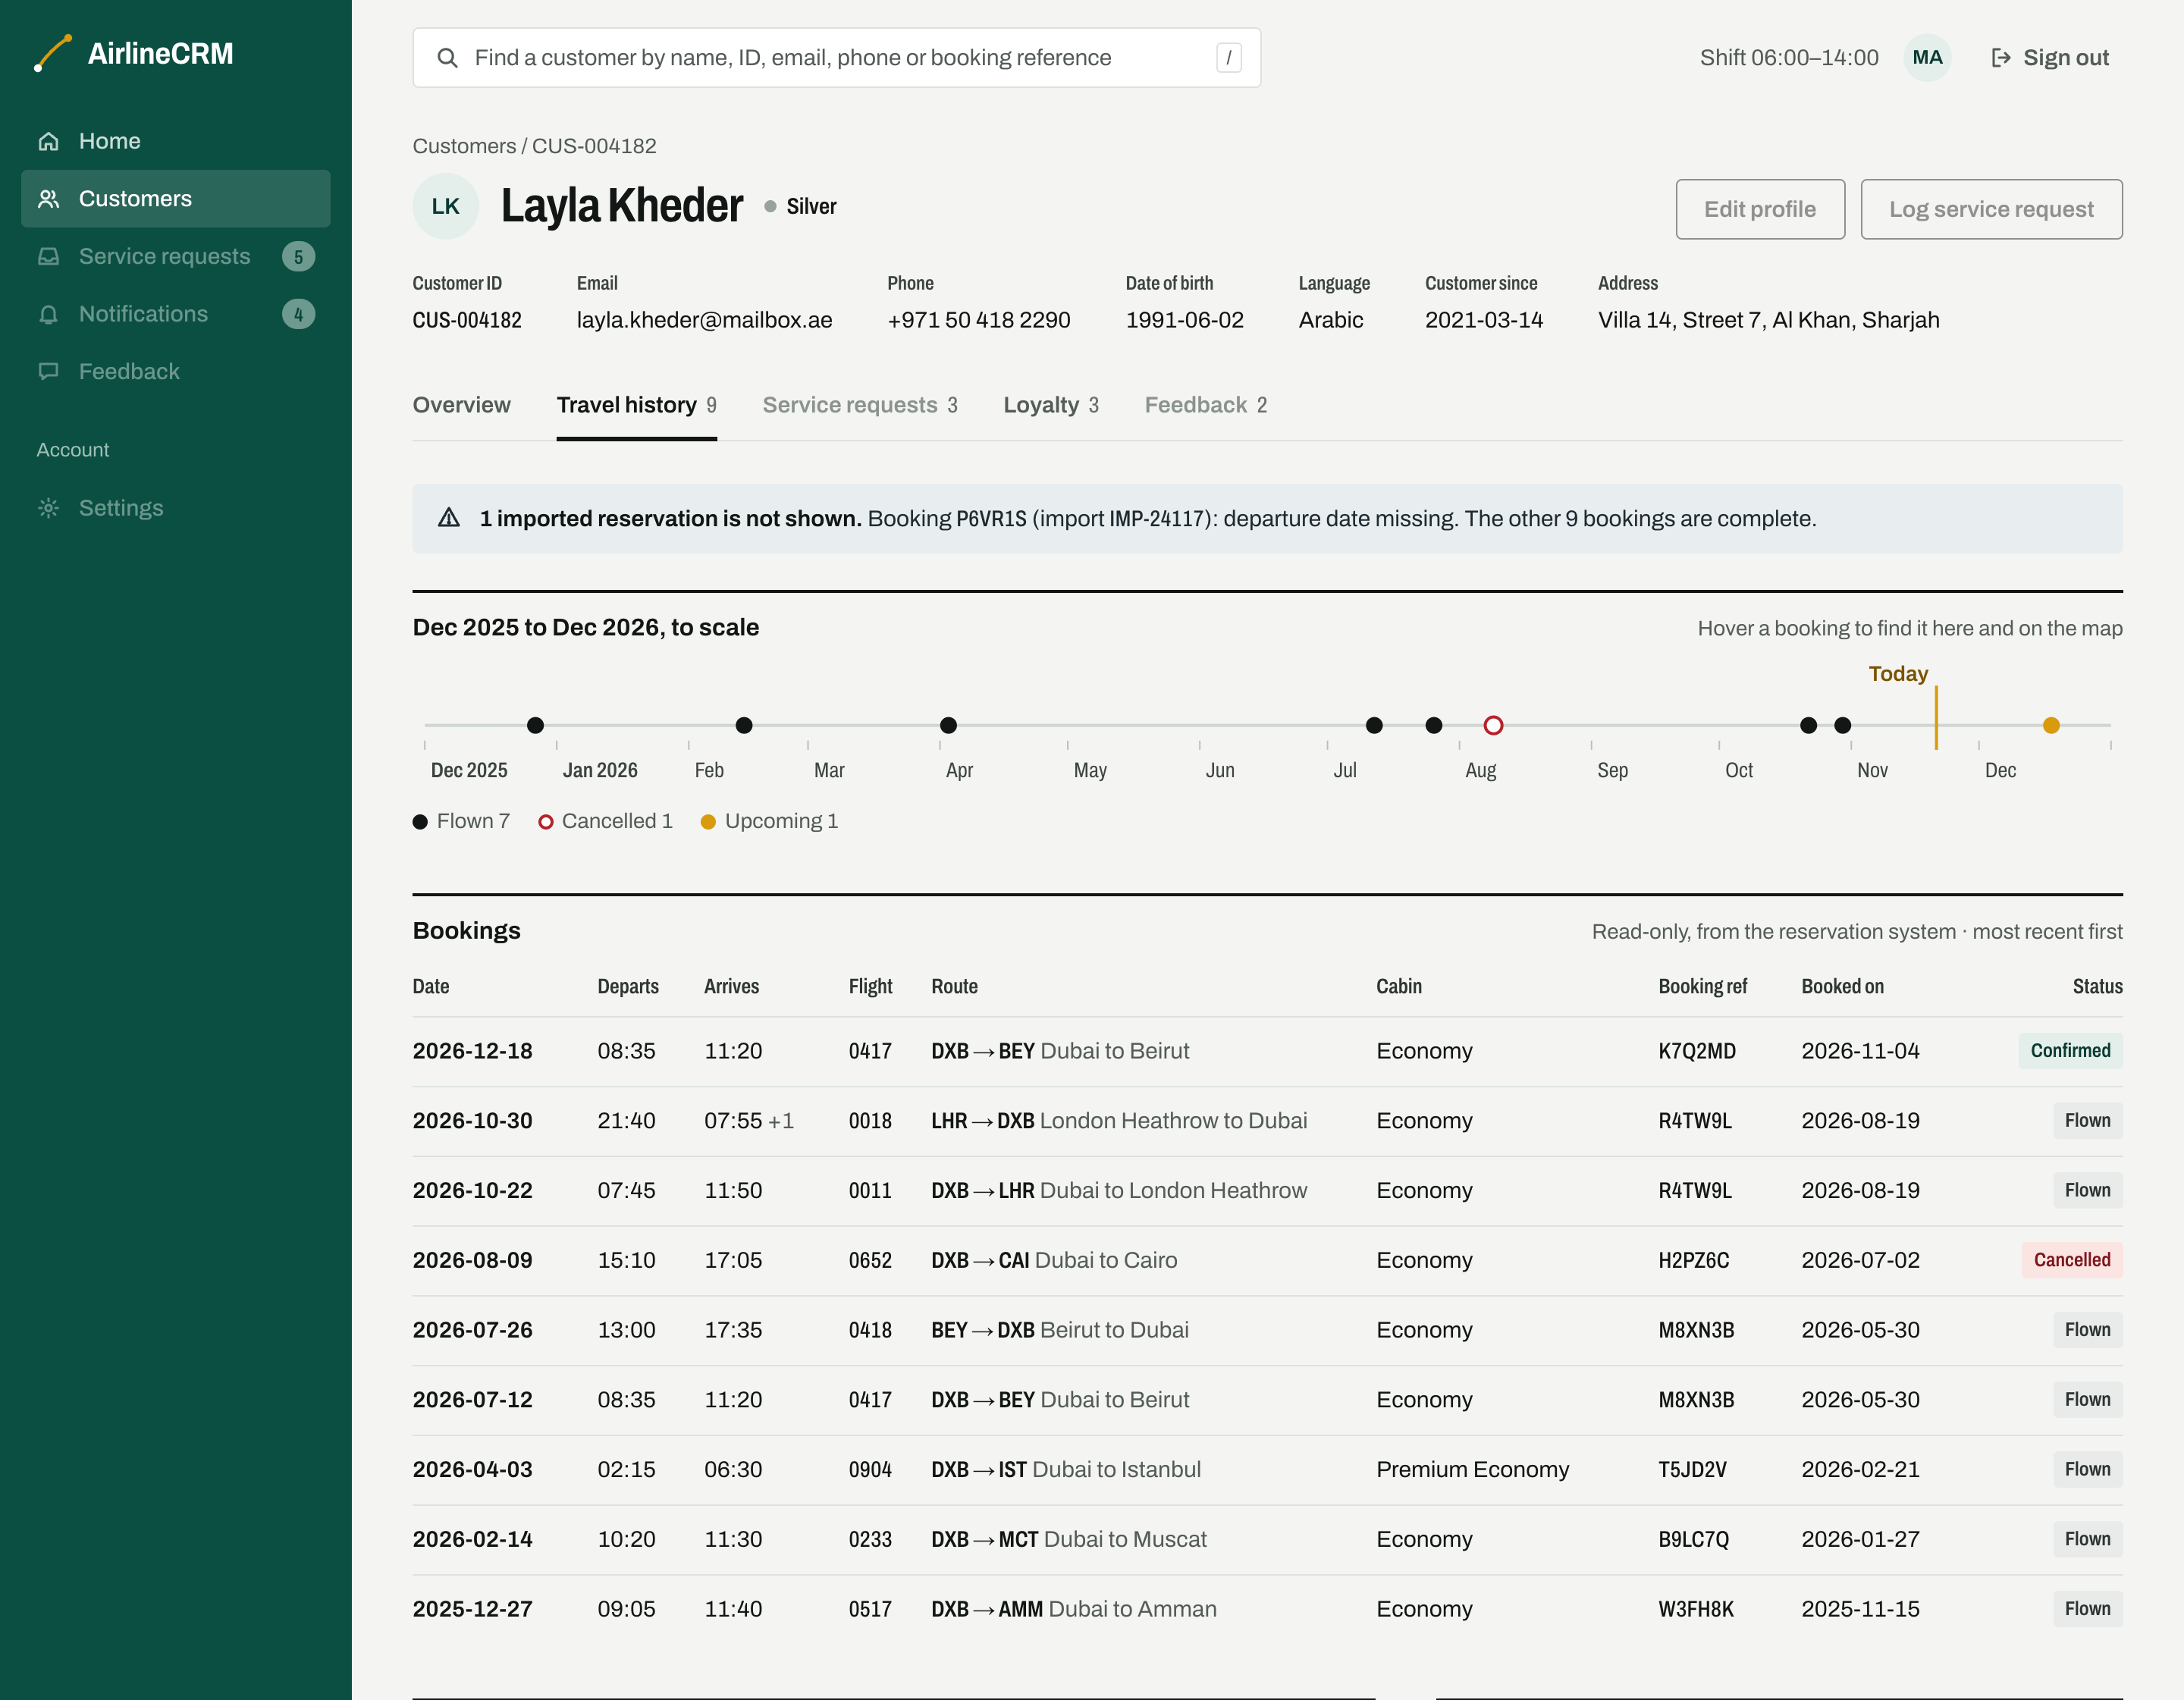 AirlineCRM
Home
Customers
Service requests 5
Notifications 4
Feedback
Account
Settings
Find a customer by name, ID, email, phone or booking reference /
Shift 06:00–14:00 MA Sign out
Customers / CUS-004182
LK Layla Kheder Silver
Edit profile Log service request
Customer ID Email Phone Date of birth Language Customer since Address
CUS-004182 layla.kheder@mailbox.ae +971 50 418 2290 1991-06-02 Arabic 2021-03-14 Villa 14, Street 7, Al Khan, Sharjah
Overview Travel history 9 Service requests 3 Loyalty 3 Feedback 2
1 imported reservation is not shown. Booking P6VR1S (import IMP-24117): departure date missing. The other 9 bookings are complete.
Dec 2025 to Dec 2026, to scale Hover a booking to find it here and on the map
Today
Dec 2025 Jan 2026 Feb Mar Apr May Jun Jul Aug Sep Oct Nov Dec
Flown 7 Cancelled 1 Upcoming 1
Bookings Read-only, from the reservation system · most recent first
Date Departs Arrives Flight Route Cabin Booking ref Booked on Status
2026-12-18 08:35 11:20 0417 DXB → BEY Dubai to Beirut Economy K7Q2MD 2026-11-04 Confirmed
2026-10-30 21:40 07:55 +1 0018 LHR → DXB London Heathrow to Dubai Economy R4TW9L 2026-08-19 Flown
2026-10-22 07:45 11:50 0011 DXB → LHR Dubai to London Heathrow Economy R4TW9L 2026-08-19 Flown
2026-08-09 15:10 17:05 0652 DXB → CAI Dubai to Cairo Economy H2PZ6C 2026-07-02 Cancelled
2026-07-26 13:00 17:35 0418 BEY → DXB Beirut to Dubai Economy M8XN3B 2026-05-30 Flown
2026-07-12 08:35 11:20 0417 DXB → BEY Dubai to Beirut Economy M8XN3B 2026-05-30 Flown
2026-04-03 02:15 06:30 0904 DXB → IST Dubai to Istanbul Premium Economy T5JD2V 2026-02-21 Flown
2026-02-14 10:20 11:30 0233 DXB → MCT Dubai to Muscat Economy B9LC7Q 2026-01-27 Flown
2025-12-27 09:05 11:40 0517 DXB → AMM Dubai to Amman Economy W3FH8K 2025-11-15 Flown